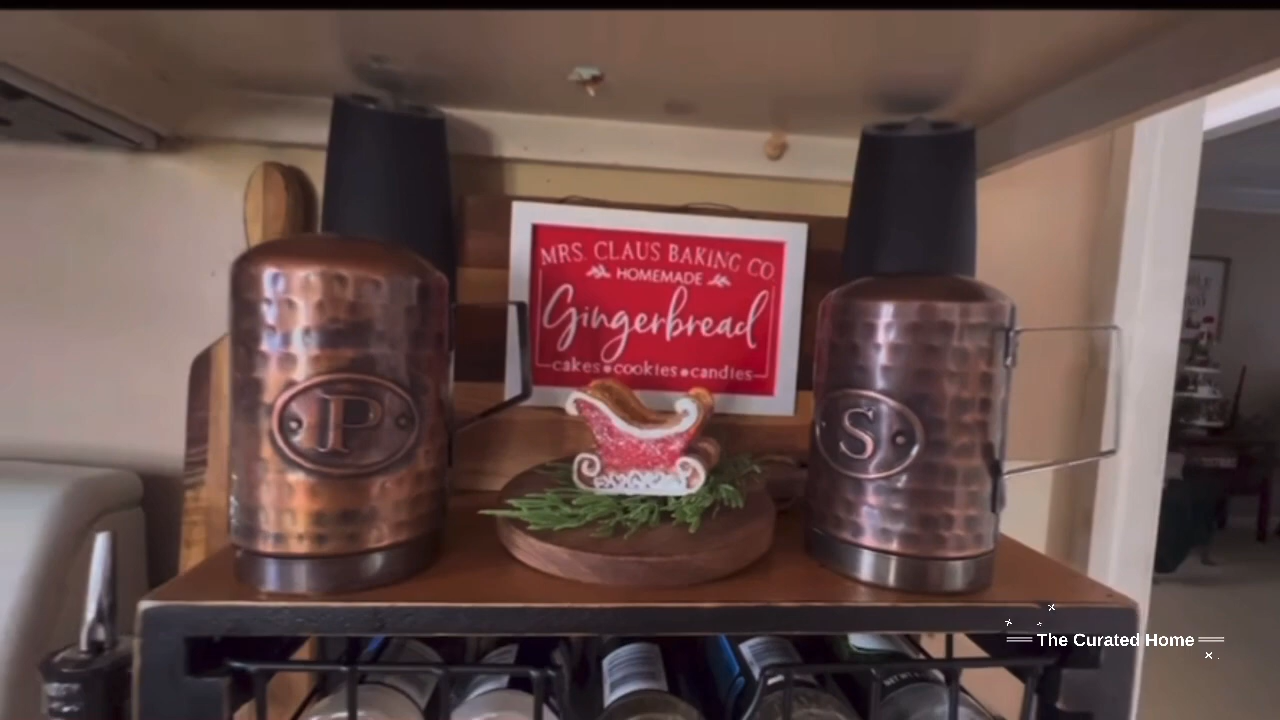 MRS. CLAUS BAKING CO
HOMEMADE
Gingerbread
cakes•cookies•candies
P
S
The Curated Home